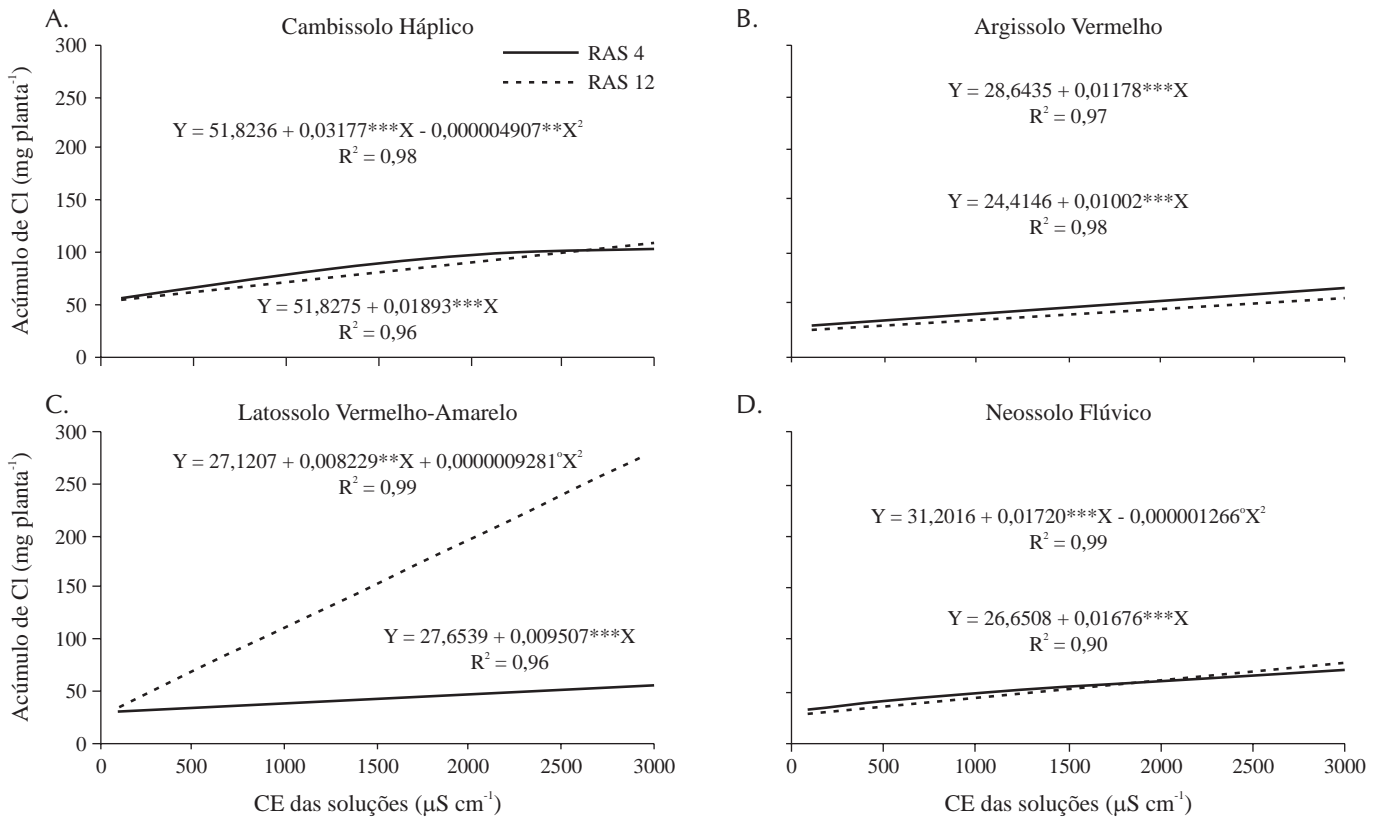 A.
Cambissolo Háplico
RAS 4
RAS 12
Y = 51,8236 + 0,03177***X - 0,000004907**X²
R² = 0,98
Y = 51,8275 + 0,01893***X
R² = 0,96
Acúmulo de Cl (mg planta⁻¹)
300
250
200
150
100
50
0
B.
Argissolo Vermelho
Y = 28,6435 + 0,01178***X
R² = 0,97
Y = 24,4146 + 0,01002***X
R² = 0,98
C.
Latossolo Vermelho-Amarelo
Y = 27,1207 + 0,008229**X + 0,0000009281°X²
R² = 0,99
Y = 27,6539 + 0,009507***X
R² = 0,96
Acúmulo de Cl (mg planta⁻¹)
300
250
200
150
100
50
0
0 500 1000 1500 2000 2500 3000
CE das soluções (µS cm⁻¹)
D.
Neossolo Flúvico
Y = 31,2016 + 0,01720***X - 0,000001266°X²
R² = 0,99
Y = 26,6508 + 0,01676***X
R² = 0,90
0 500 1000 1500 2000 2500 3000
CE das soluções (µS cm⁻¹)